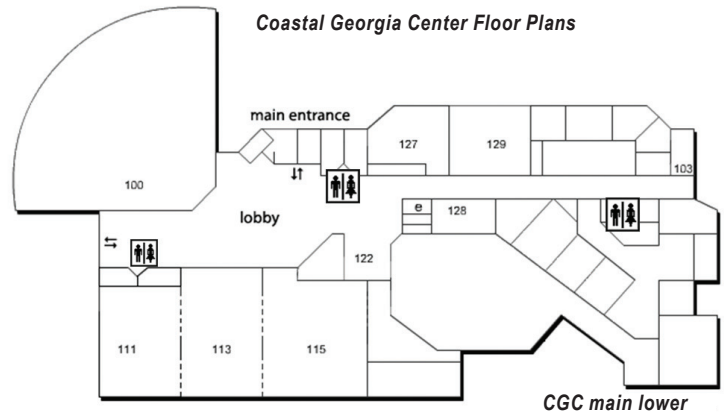 Coastal Georgia Center Floor Plans
main entrance
127
129
103
100
e
128
lobby
122
111
113
115
CGC main lower